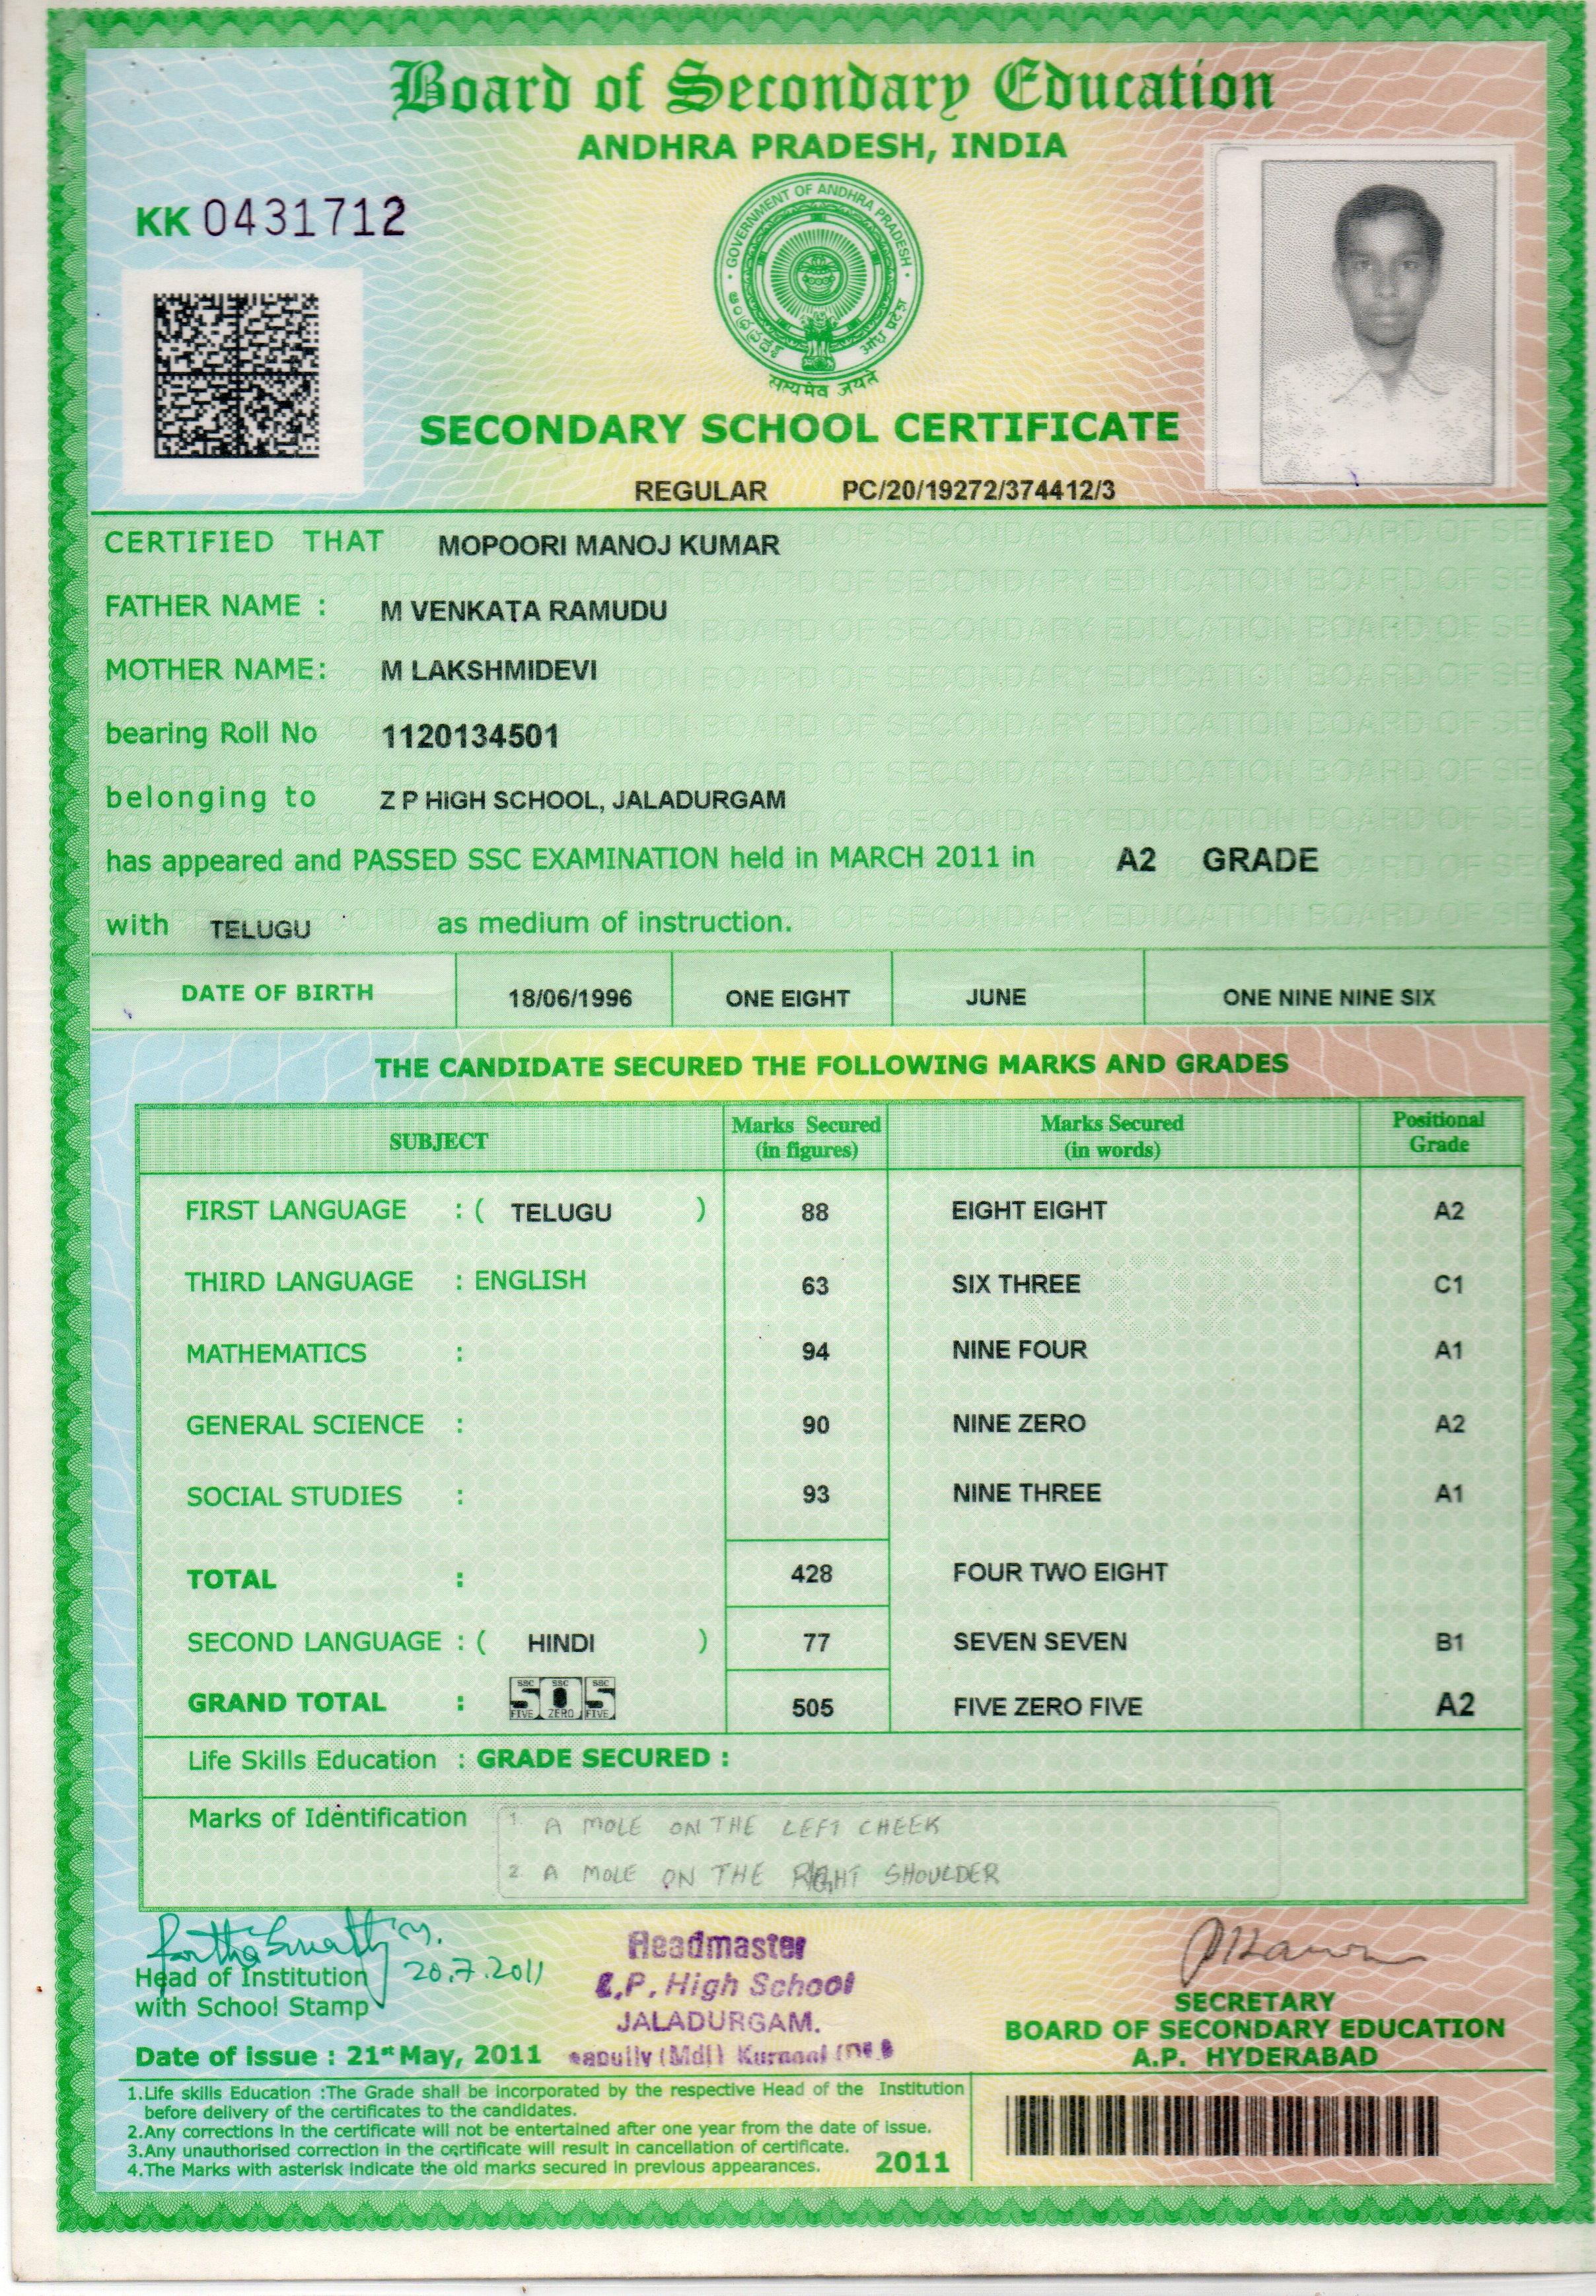 Board of Secondary Education
ANDHRA PRADESH, INDIA
KK 0431712
GOVERNMENT OF ANDHRA PRADESH
ఆంధ్రప్రదేశ్
आंध्र प्रदेश
सत्यमेव जयते
SECONDARY SCHOOL CERTIFICATE
REGULAR PC/20/19272/374412/3
CERTIFIED THAT MOPOORI MANOJ KUMAR
FATHER NAME : M VENKATA RAMUDU
MOTHER NAME: M LAKSHMIDEVI
bearing Roll No 1120134501
belonging to Z P HIGH SCHOOL, JALADURGAM
has appeared and PASSED SSC EXAMINATION held in MARCH 2011 in A2 GRADE
with TELUGU as medium of instruction.
DATE OF BIRTH 18/06/1996 ONE EIGHT JUNE ONE NINE NINE SIX
THE CANDIDATE SECURED THE FOLLOWING MARKS AND GRADES
SUBJECT Marks Secured (in figures) Marks Secured (in words) Positional Grade
FIRST LANGUAGE : ( TELUGU ) 88 EIGHT EIGHT A2
THIRD LANGUAGE : ENGLISH 63 SIX THREE C1
MATHEMATICS : 94 NINE FOUR A1
GENERAL SCIENCE : 90 NINE ZERO A2
SOCIAL STUDIES : 93 NINE THREE A1
TOTAL : 428 FOUR TWO EIGHT
SECOND LANGUAGE : ( HINDI ) 77 SEVEN SEVEN B1
GRAND TOTAL : SSC 5 FIVE SSC 0 ZERO SSC 5 FIVE 505 FIVE ZERO FIVE A2
Life Skills Education : GRADE SECURED :
Marks of Identification
1. A MOLE ON THE LEFT CHEEK
2 A MOLE ON THE RIGHT SHOULDER
20.7.2011
Head of Institution
with School Stamp
Headmaster
Z.P. High School
JALADURGAM.
(Mdl) Kurnool
SECRETARY
BOARD OF SECONDARY EDUCATION
A.P. HYDERABAD
Date of issue : 21st May, 2011
1.Life skills Education :The Grade shall be incorporated by the respective Head of the Institution
before delivery of the certificates to the candidates.
2.Any corrections in the certificate will not be entertained after one year from the date of issue.
3.Any unauthorised correction in the certificate will result in cancellation of certificate.
4.The Marks with asterisk indicate the old marks secured in previous appearances.
2011